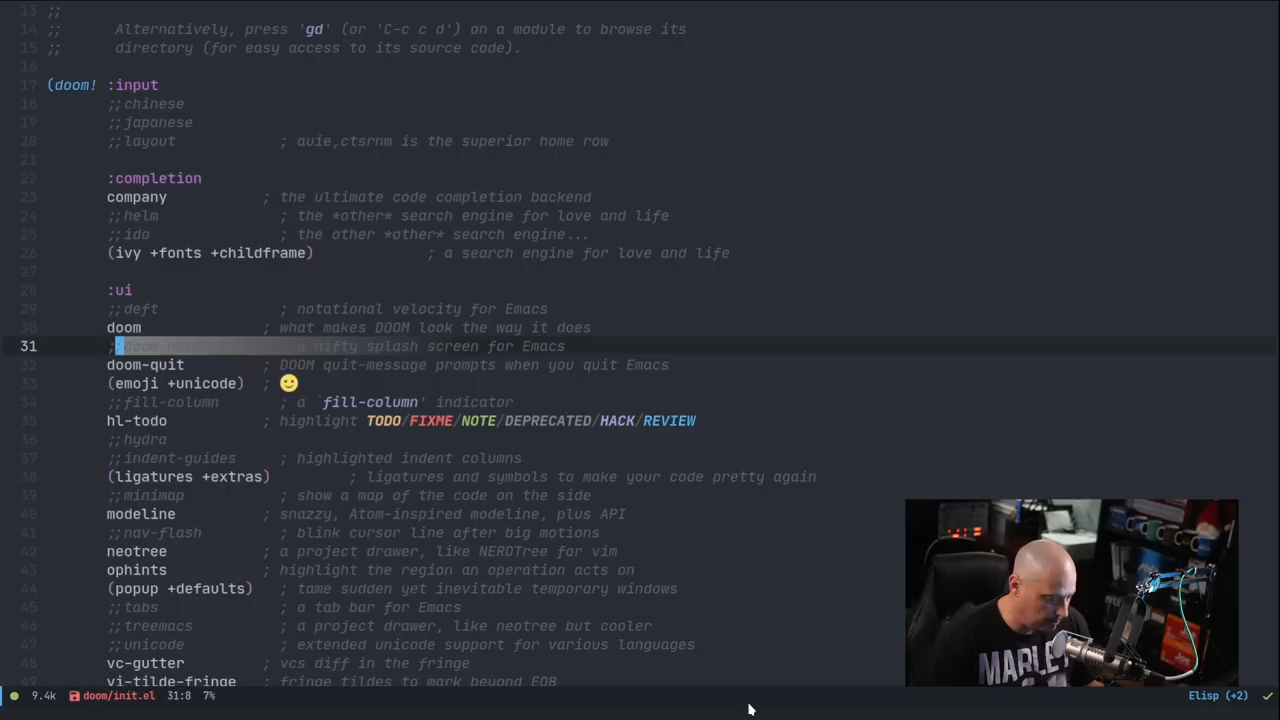 13 ;;
14 ;;      Alternatively, press 'gd' (or 'C-c c d') on a module to browse its
15 ;;      directory (for easy access to its source code).
16
17 (doom! :input
18 ;;chinese
19 ;;japanese
20 ;;layout            ; auie,ctsrnm is the superior home row
21
22 :completion
23 company           ; the ultimate code completion backend
24 ;;helm              ; the *other* search engine for love and life
25 ;;ido               ; the other *other* search engine...
26 (ivy +fonts +childframe)             ; a search engine for love and life
27
28 :ui
29 ;;deft              ; notational velocity for Emacs
30 doom              ; what makes DOOM look the way it does
31 ;;doom- a nifty splash screen for Emacs
32 doom-quit         ; DOOM quit-message prompts when you quit Emacs
33 (emoji +unicode)  ; 🙂
34 ;;fill-column       ; a `fill-column' indicator
35 hl-todo           ; highlight TODO/FIXME/NOTE/DEPRECATED/HACK/REVIEW
36 ;;hydra
37 ;;indent-guides     ; highlighted indent columns
38 (ligatures +extras)         ; ligatures and symbols to make your code pretty again
39 ;;minimap           ; show a map of the code on the side
40 modeline          ; snazzy, Atom-inspired modeline, plus API
41 ;;nav-flash         ; blink cursor line after big motions
42 neotree           ; a project drawer, like NERDTree for vim
43 ophints           ; highlight the region an operation acts on
44 (popup +defaults)   ; tame sudden yet inevitable temporary windows
45 ;;tabs              ; a tab bar for Emacs
46 ;;treemacs          ; a project drawer, like neotree but cooler
47 ;;unicode           ; extended unicode support for various languages
48 vc-gutter         ; vcs diff in the fringe
49 vi-tilde-fringe   ; fringe tildes to mark beyond EOB
9.4k doom/init.el 31:8 7% Elisp (+2)
MARLEY